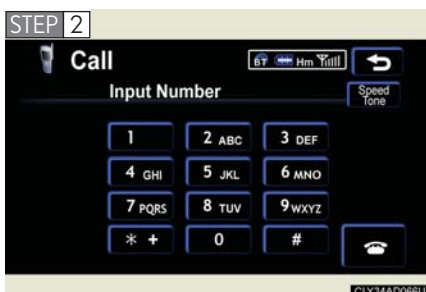 STEP 2
Call
BT Hm
Input Number
Speed Tone
1 2 ABC 3 DEF
4 GHI 5 JKL 6 MNO
7 PQRS 8 TUV 9 WXYZ
* + 0 #